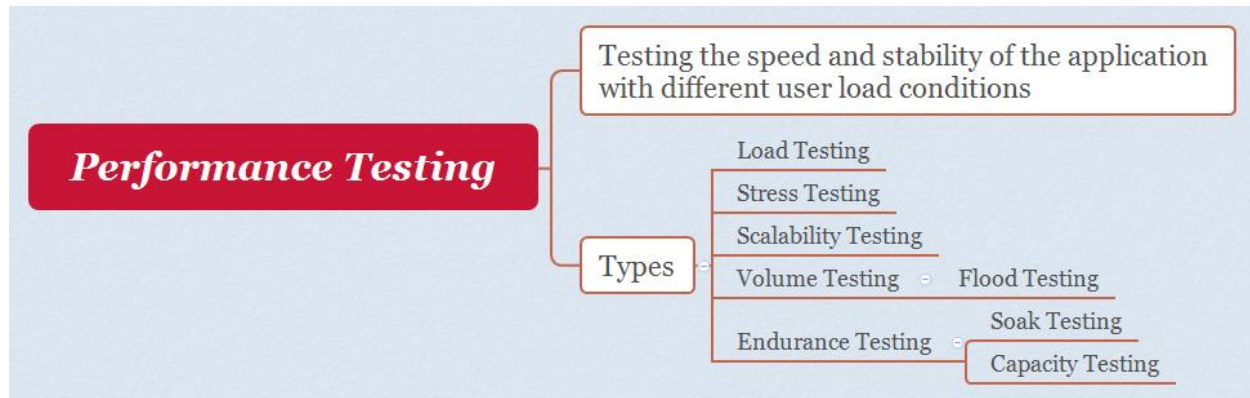 Performance Testing
Testing the speed and stability of the application
with different user load conditions
Types
Load Testing
Stress Testing
Scalability Testing
Volume Testing
Flood Testing
Endurance Testing
Soak Testing
Capacity Testing